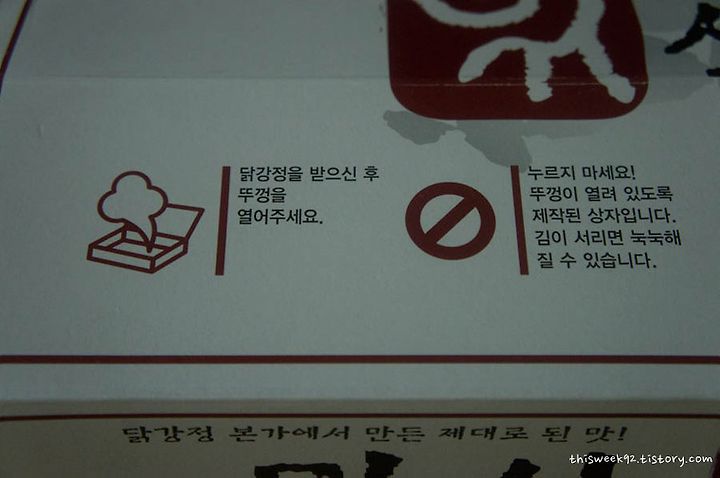 닭강정을 받으신 후
뚜껑을
열어주세요.
누르지 마세요!
뚜껑이 열려 있도록
제작된 상자입니다.
김이 서리면 눅눅해
질 수 있습니다.
닭강정 본가에서 만든 제대로 된 맛!
thisweek92.tistory.com